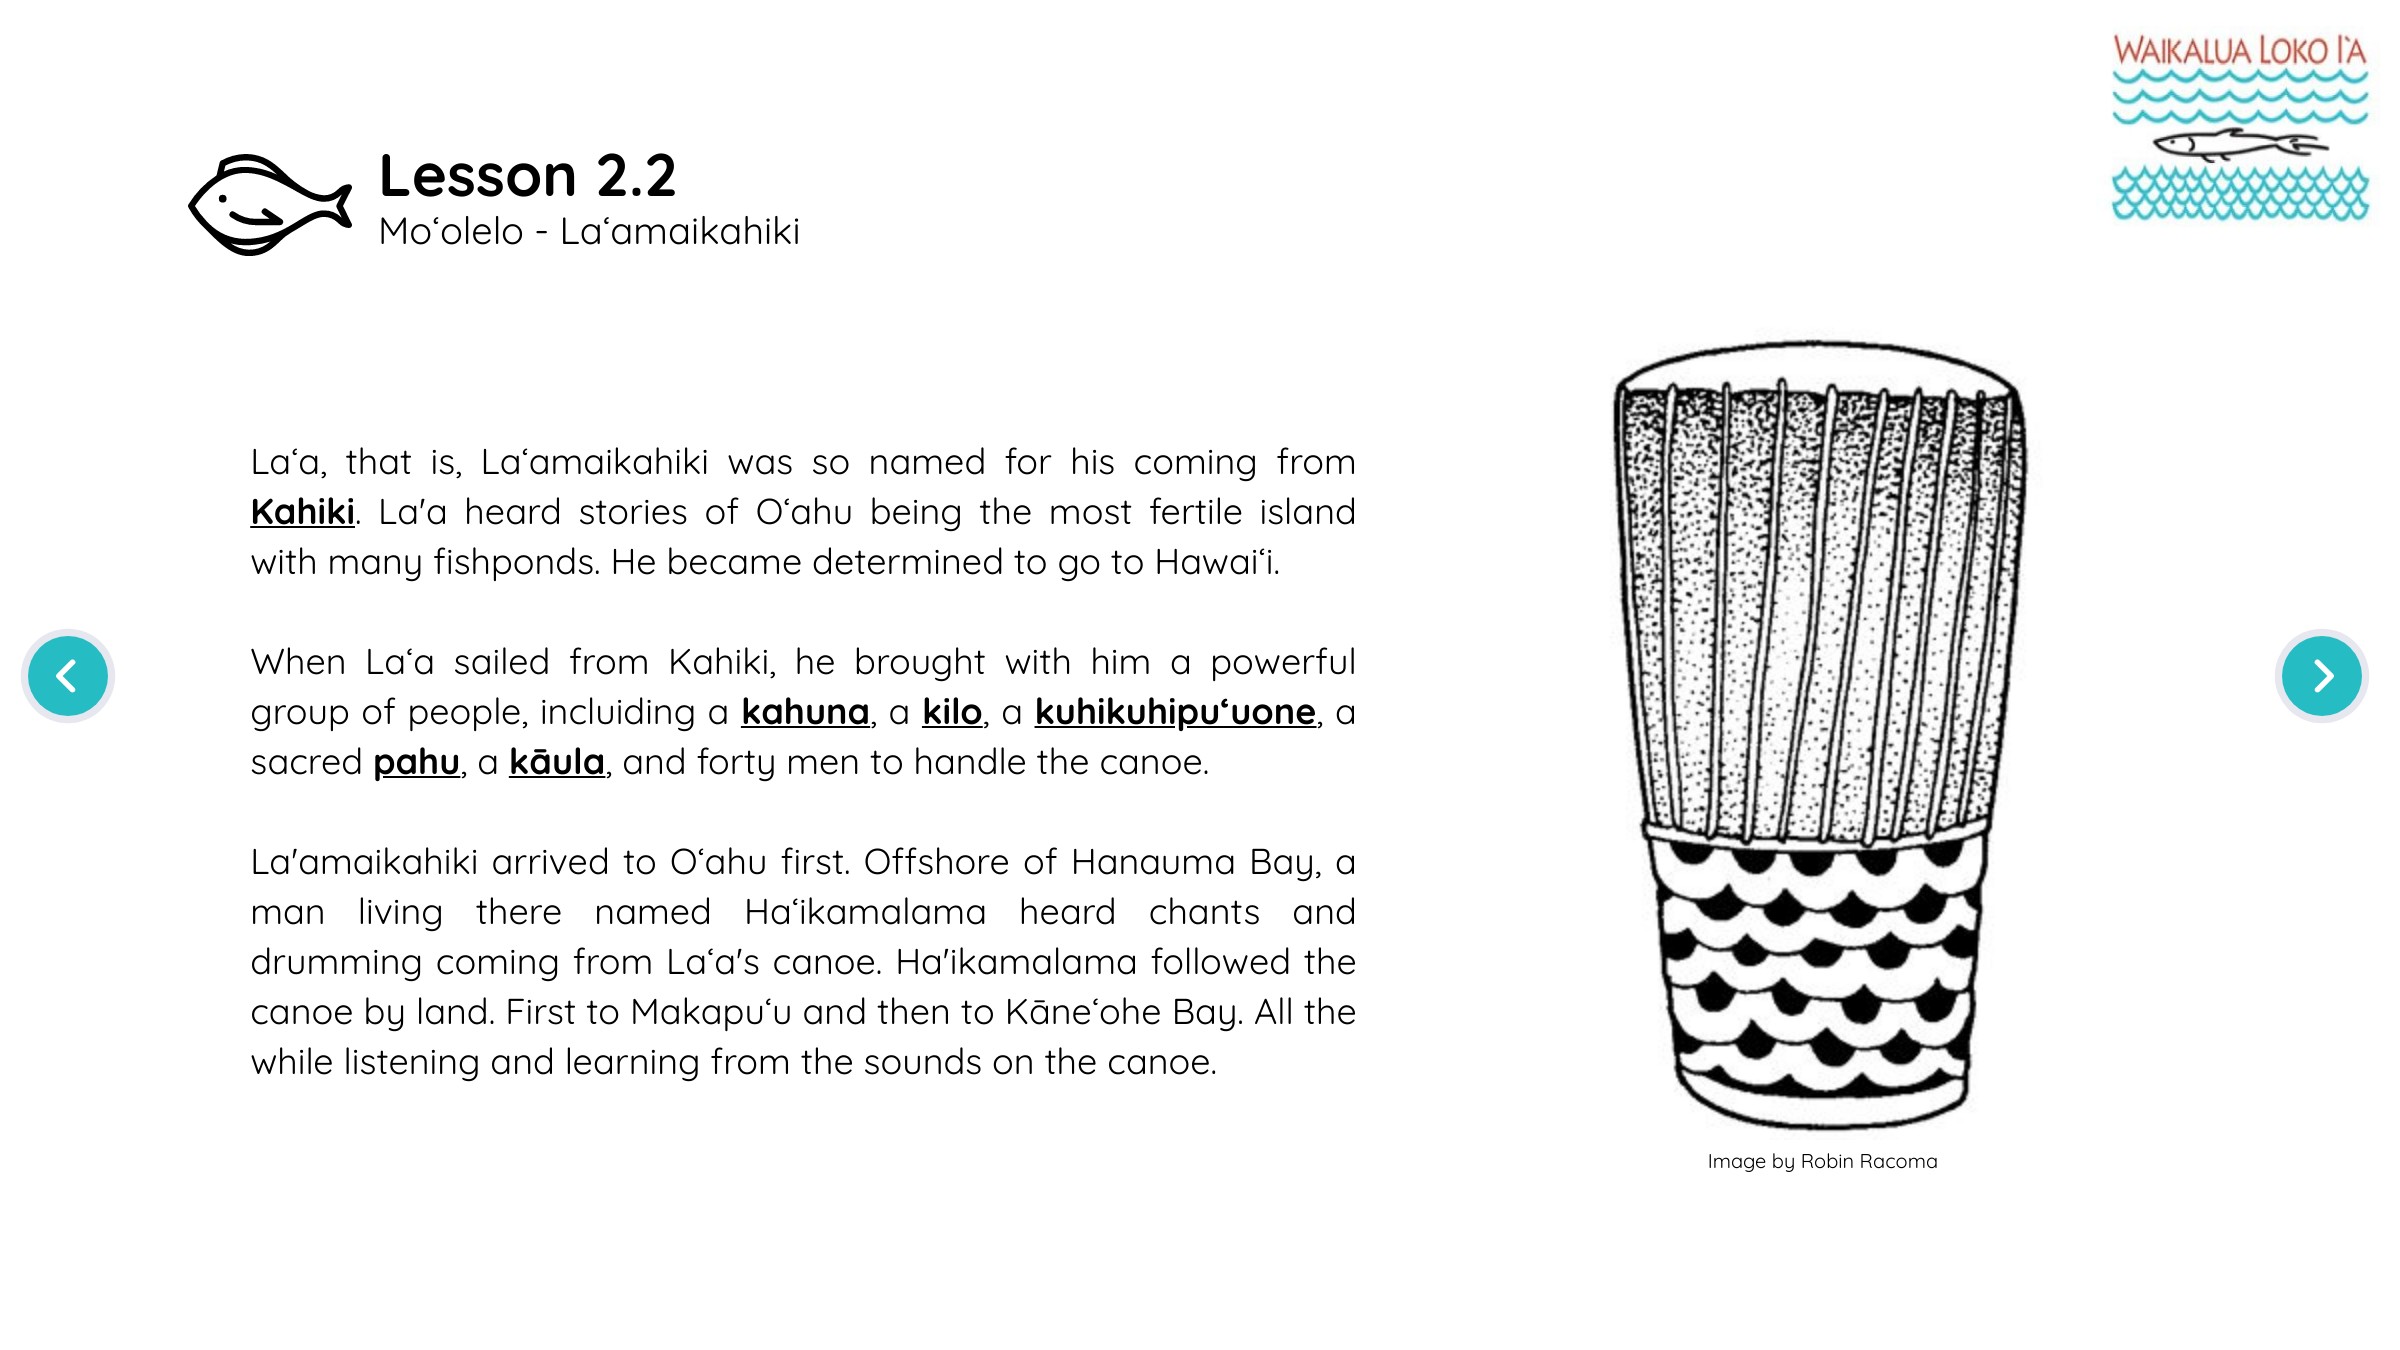 WAIKALUA LOKO I`A
Lesson 2.2
Moʻolelo - Laʻamaikahiki
Laʻa, that is, Laʻamaikahiki was so named for his coming from
Kahiki. La'a heard stories of Oʻahu being the most fertile island
with many fishponds. He became determined to go to Hawaiʻi.
When Laʻa sailed from Kahiki, he brought with him a powerful
group of people, incluiding a kahuna, a kilo, a kuhikuhipuʻuone, a
sacred pahu, a kāula, and forty men to handle the canoe.
La'amaikahiki arrived to Oʻahu first. Offshore of Hanauma Bay, a
man living there named Haʻikamalama heard chants and
drumming coming from Laʻa's canoe. Ha'ikamalama followed the
canoe by land. First to Makapuʻu and then to Kāneʻohe Bay. All the
while listening and learning from the sounds on the canoe.
Image by Robin Racoma